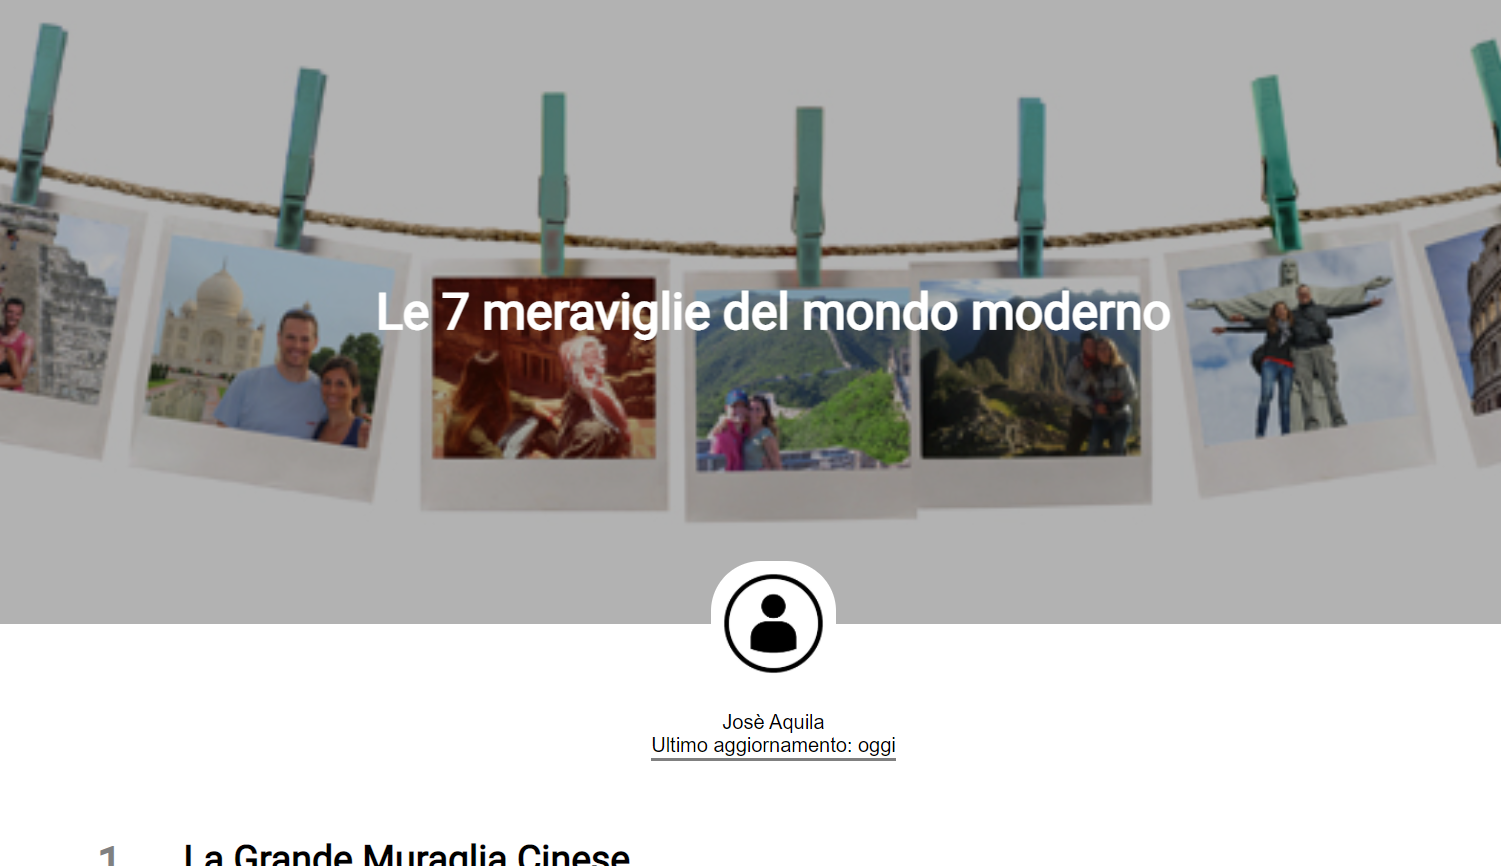 Le 7 meraviglie del mondo moderno
Josè Aquila
Ultimo aggiornamento: oggi
1 La Grande Muraglia Cinese